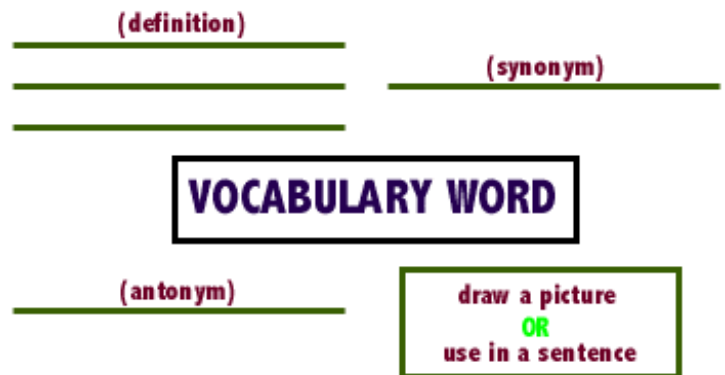 (definition)
(synonym)
VOCABULARY WORD
(antonym)
draw a picture
OR
use in a sentence